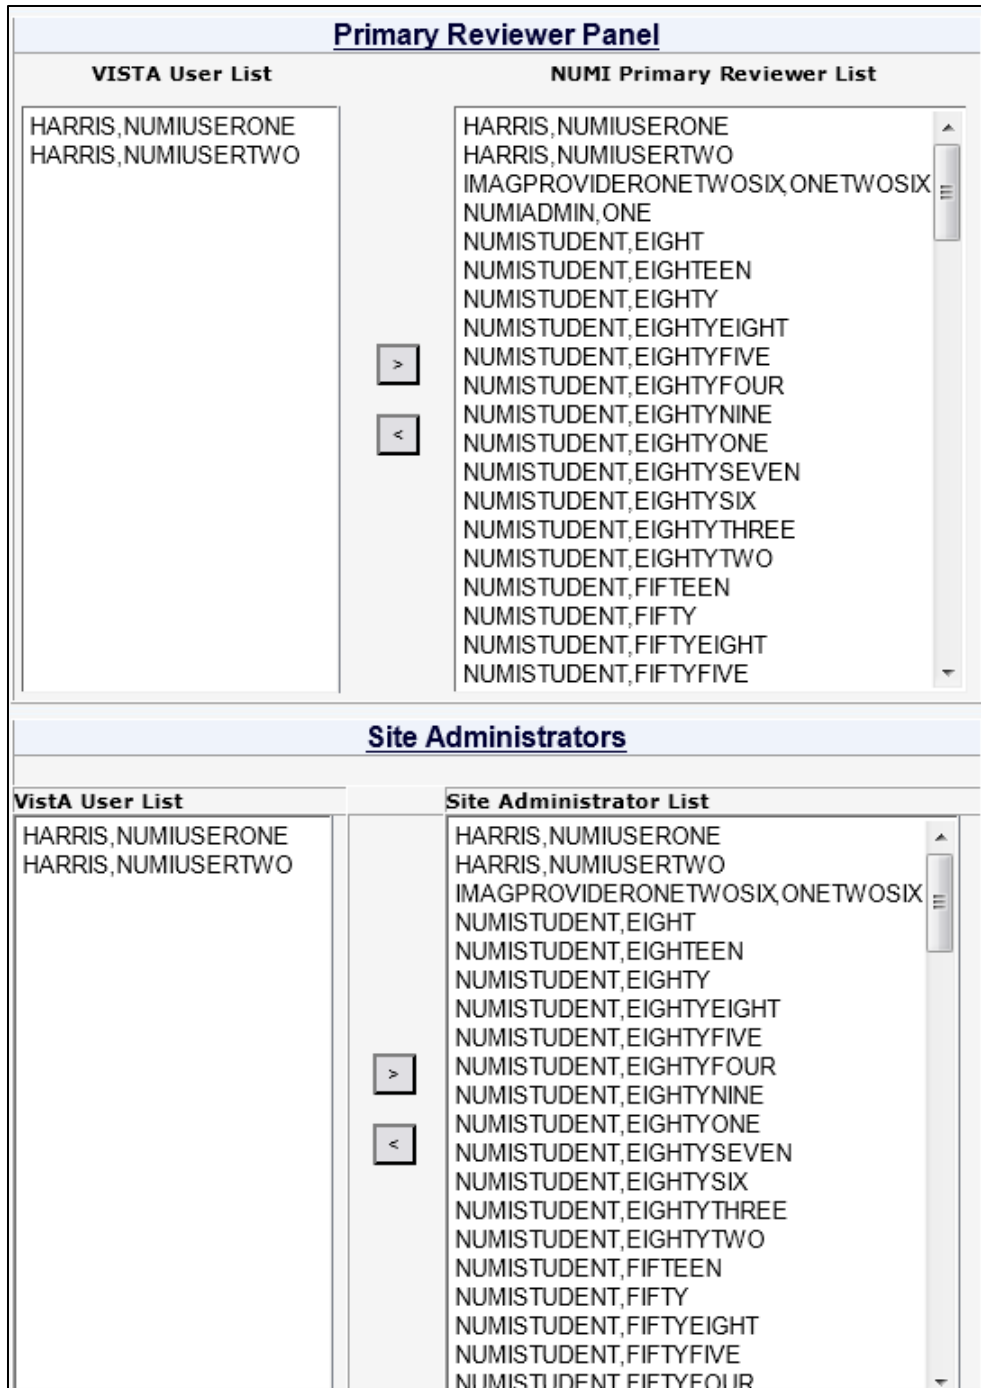 Primary Reviewer Panel
VISTA User List
NUMI Primary Reviewer List
HARRIS,NUMIUSERONE
HARRIS,NUMIUSERTWO
>
<
HARRIS,NUMIUSERONE
HARRIS,NUMIUSERTWO
IMAGPROVIDERONETWOSIX,ONETWOSIX
NUMIADMIN,ONE
NUMISTUDENT,EIGHT
NUMISTUDENT,EIGHTEEN
NUMISTUDENT,EIGHTY
NUMISTUDENT,EIGHTYEIGHT
NUMISTUDENT,EIGHTYFIVE
NUMISTUDENT,EIGHTYFOUR
NUMISTUDENT,EIGHTYNINE
NUMISTUDENT,EIGHTYONE
NUMISTUDENT,EIGHTYSEVEN
NUMISTUDENT,EIGHTYSIX
NUMISTUDENT,EIGHTYTHREE
NUMISTUDENT,EIGHTYTWO
NUMISTUDENT,FIFTEEN
NUMISTUDENT,FIFTY
NUMISTUDENT,FIFTYEIGHT
NUMISTUDENT,FIFTYFIVE
Site Administrators
VistA User List
Site Administrator List
HARRIS,NUMIUSERONE
HARRIS,NUMIUSERTWO
>
<
HARRIS,NUMIUSERONE
HARRIS,NUMIUSERTWO
IMAGPROVIDERONETWOSIX,ONETWOSIX
NUMISTUDENT,EIGHT
NUMISTUDENT,EIGHTEEN
NUMISTUDENT,EIGHTY
NUMISTUDENT,EIGHTYEIGHT
NUMISTUDENT,EIGHTYFIVE
NUMISTUDENT,EIGHTYFOUR
NUMISTUDENT,EIGHTYNINE
NUMISTUDENT,EIGHTYONE
NUMISTUDENT,EIGHTYSEVEN
NUMISTUDENT,EIGHTYSIX
NUMISTUDENT,EIGHTYTHREE
NUMISTUDENT,EIGHTYTWO
NUMISTUDENT,FIFTEEN
NUMISTUDENT,FIFTY
NUMISTUDENT,FIFTYEIGHT
NUMISTUDENT,FIFTYFIVE
NUMISTUDENT,FIFTYFOUR